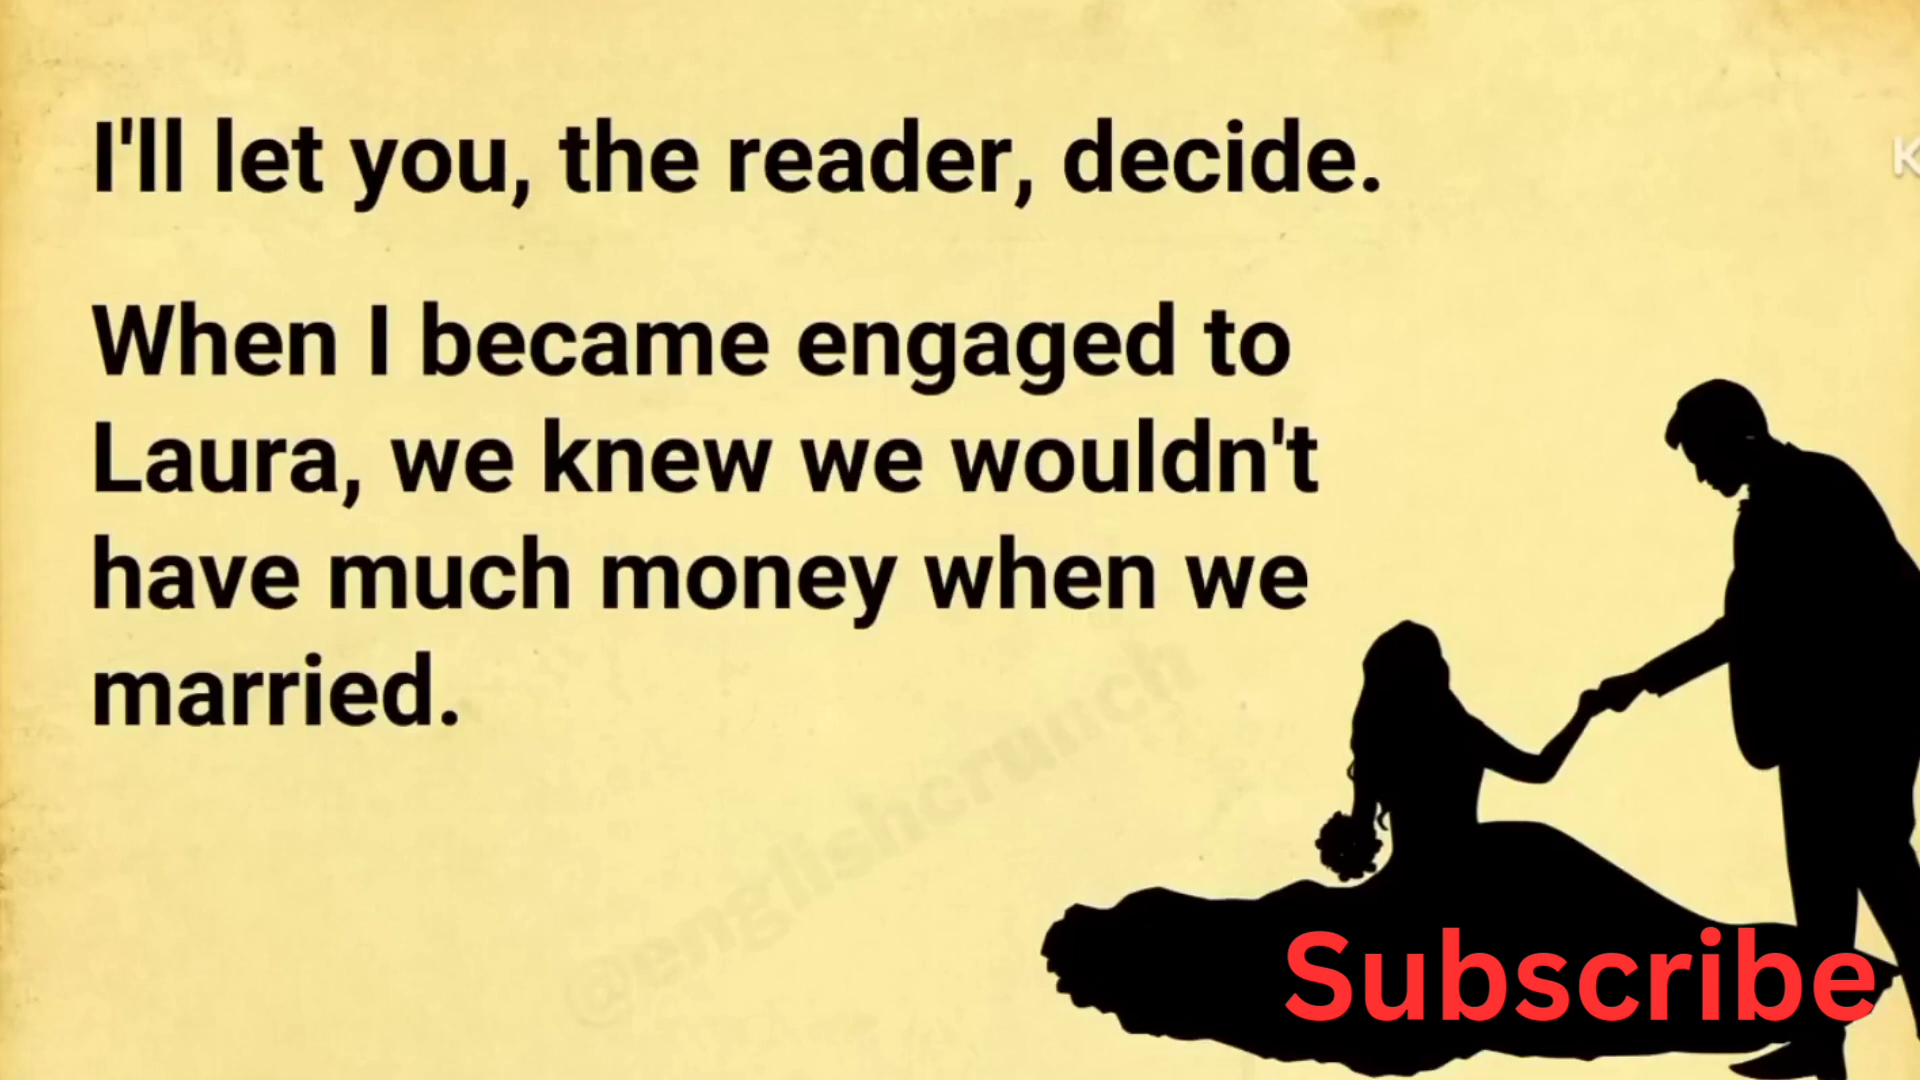 I'll let you, the reader, decide.
When I became engaged to
Laura, we knew we wouldn't
have much money when we
married.
@englishcrunch
Subscribe